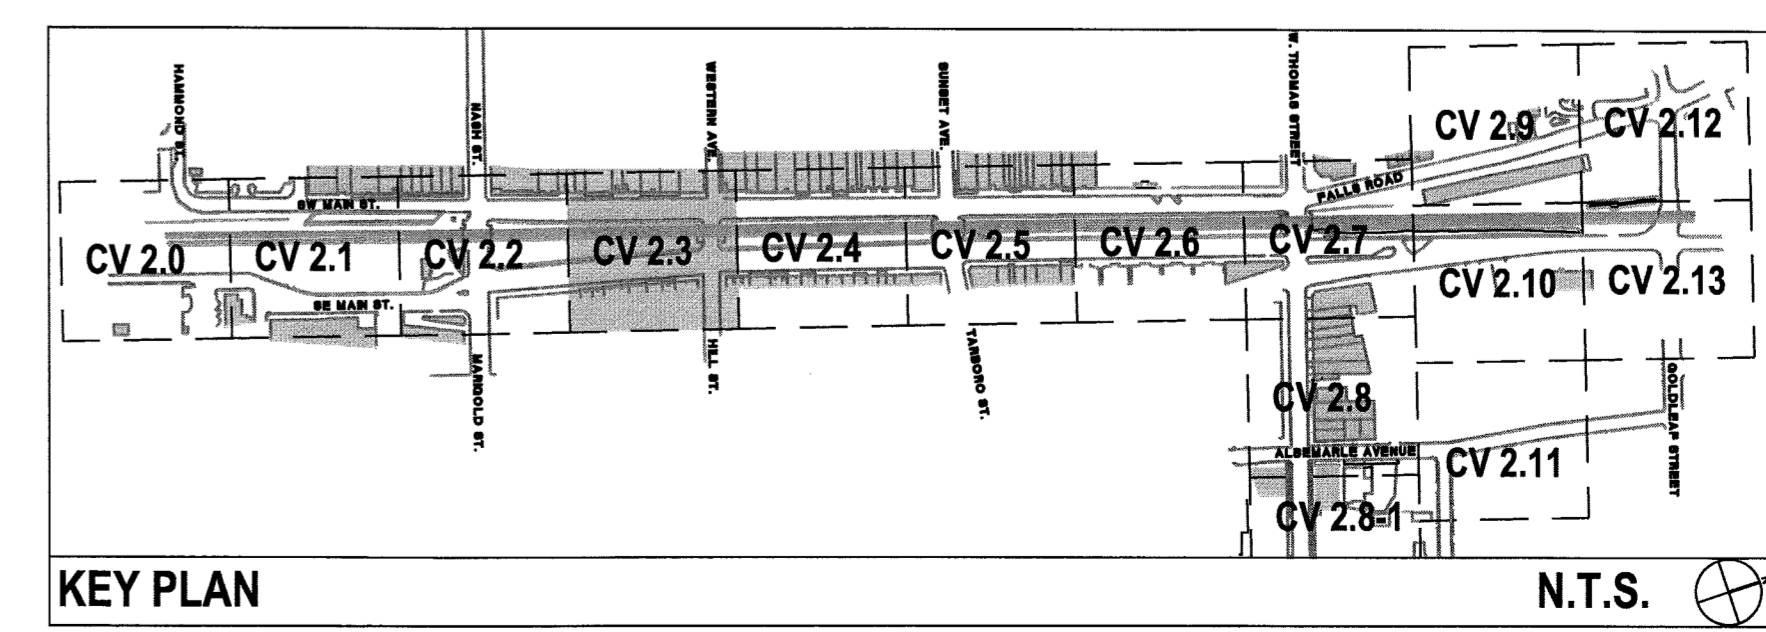 HAMMOND ST.
NASH ST.
WESTERN AVE.
SUNSET AVE.
W. THOMAS STREET
CV 2.9
CV 2.12
FALLS ROAD
SW MAIN ST.
CV 2.0
CV 2.1
CV 2.2
CV 2.3
CV 2.4
CV 2.5
CV 2.6
CV 2.7
CV 2.10
CV 2.13
SE MAIN ST.
MARIGOLD ST.
HILL ST.
TARBORO ST.
GOLDLEAF STREET
CV 2.8
ALBEMARLE AVENUE
CV 2.11
CV 2.8-1
KEY PLAN
N.T.S.